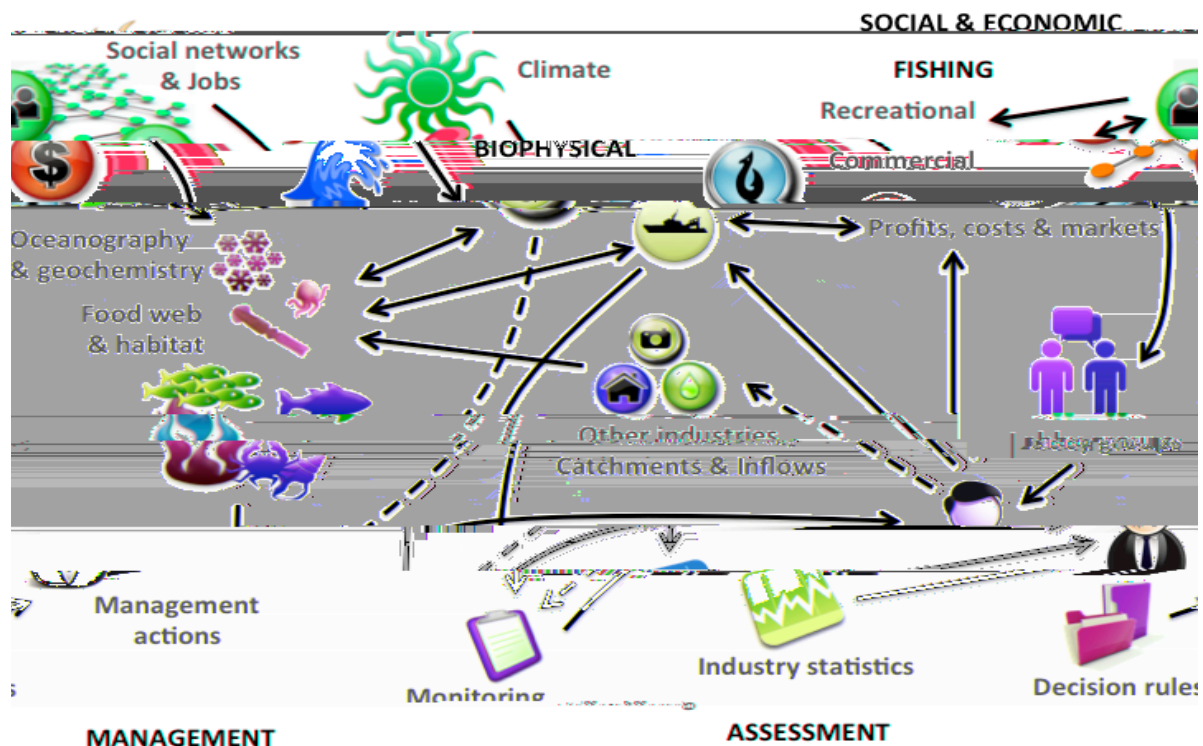 SOCIAL & ECONOMIC
Social networks
& Jobs
Climate
FISHING
Recreational
BIOPHYSICAL
Commercial
Oceanography
& geochemistry
Profits, costs & markets
Food web
& habitat
Other industries
Catchments & Inflows
Management
actions
Industry statistics
Monitoring
Decision rules
MANAGEMENT
ASSESSMENT